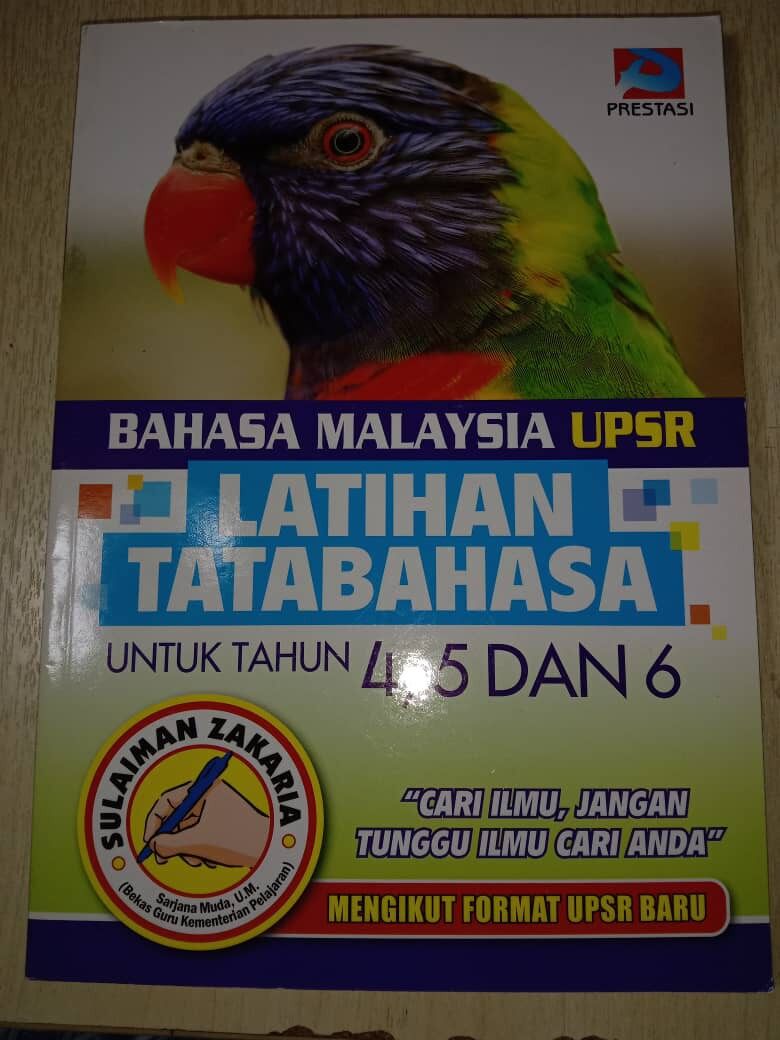 PRESTASI
BAHASA MALAYSIA UPSR
LATIHAN
TATABAHASA
UNTUK TAHUN 4, 5 DAN 6
SULAIMAN ZAKARIA
Sarjana Muda, U.M.
(Bekas Guru Kementerian Pelajaran)
"CARI ILMU, JANGAN
TUNGGU ILMU CARI ANDA"
MENGIKUT FORMAT UPSR BARU